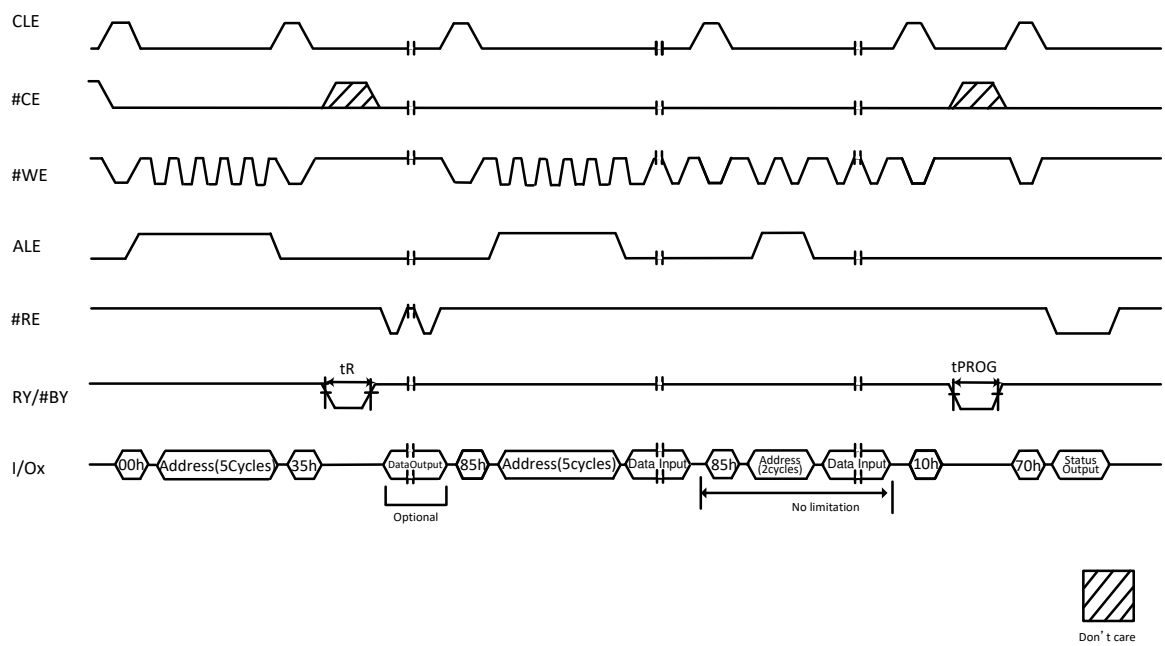 CLE
#CE
#WE
ALE
#RE
tR
tPROG
RY/#BY
I/Ox
00h
Address(5Cycles)
35h
DataOutput
85h
Address(5cycles)
Data Input
85h
Address
(2cycles)
Data Input
10h
70h
Status
Output
Optional
No limitation
Don’t care